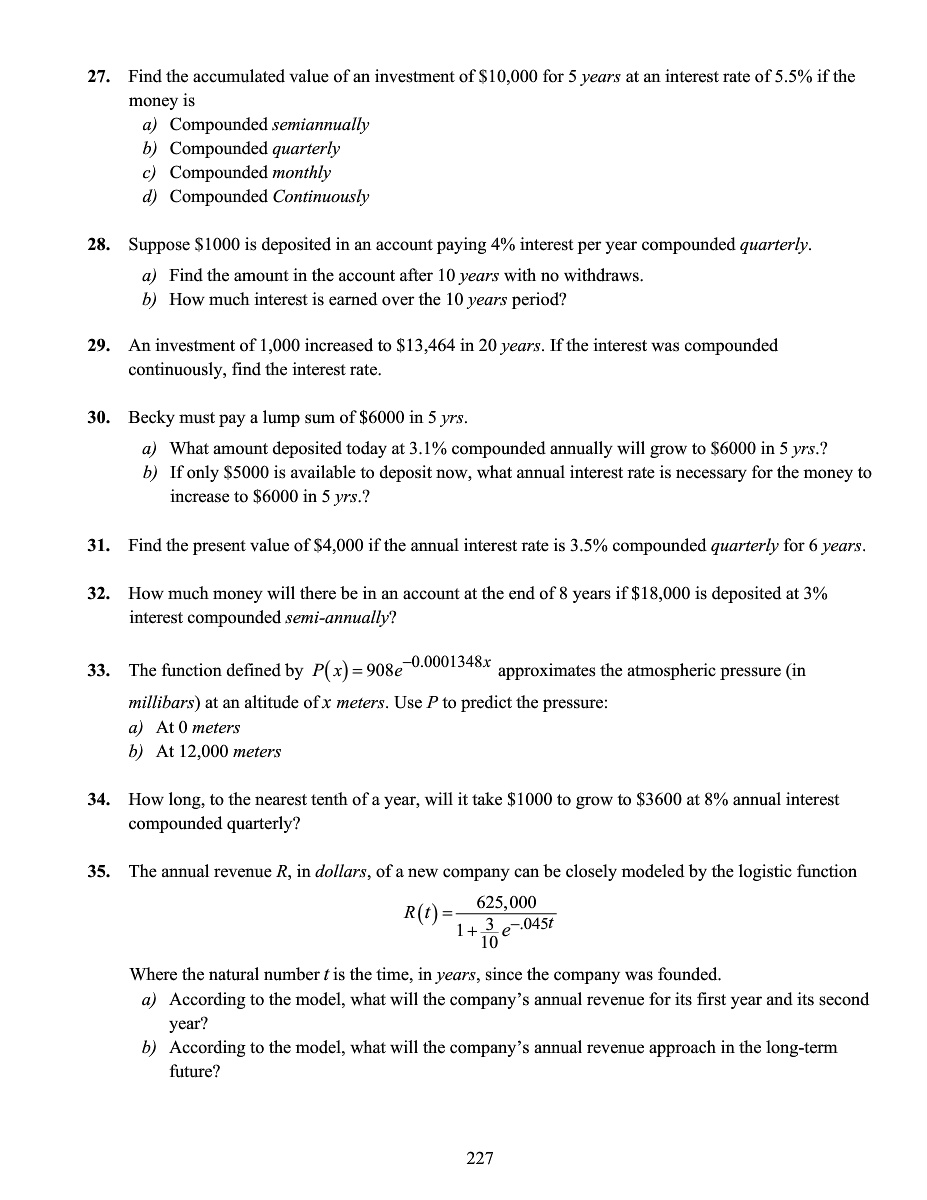 27. Find the accumulated value of an investment of $10,000 for 5 years at an interest rate of 5.5% if the
money is
a) Compounded semiannually
b) Compounded quarterly
c) Compounded monthly
d) Compounded Continuously
28. Suppose $1000 is deposited in an account paying 4% interest per year compounded quarterly.
a) Find the amount in the account after 10 years with no withdraws.
b) How much interest is earned over the 10 years period?
29. An investment of 1,000 increased to $13,464 in 20 years. If the interest was compounded
continuously, find the interest rate.
30. Becky must pay a lump sum of $6000 in 5 yrs.
a) What amount deposited today at 3.1% compounded annually will grow to $6000 in 5 yrs.?
b) If only $5000 is available to deposit now, what annual interest rate is necessary for the money to
increase to $6000 in 5 yrs.?
31. Find the present value of $4,000 if the annual interest rate is 3.5% compounded quarterly for 6 years.
32. How much money will there be in an account at the end of 8 years if $18,000 is deposited at 3%
interest compounded semi-annually?
33. The function defined by P(x) = 908e^−0.0001348x approximates the atmospheric pressure (in
millibars) at an altitude of x meters. Use P to predict the pressure:
a) At 0 meters
b) At 12,000 meters
34. How long, to the nearest tenth of a year, will it take $1000 to grow to $3600 at 8% annual interest
compounded quarterly?
35. The annual revenue R, in dollars, of a new company can be closely modeled by the logistic function
R(t) = 625,000 / (1 + 3/10 e^−.045t)
Where the natural number t is the time, in years, since the company was founded.
a) According to the model, what will the company’s annual revenue for its first year and its second
year?
b) According to the model, what will the company’s annual revenue approach in the long-term
future?
227